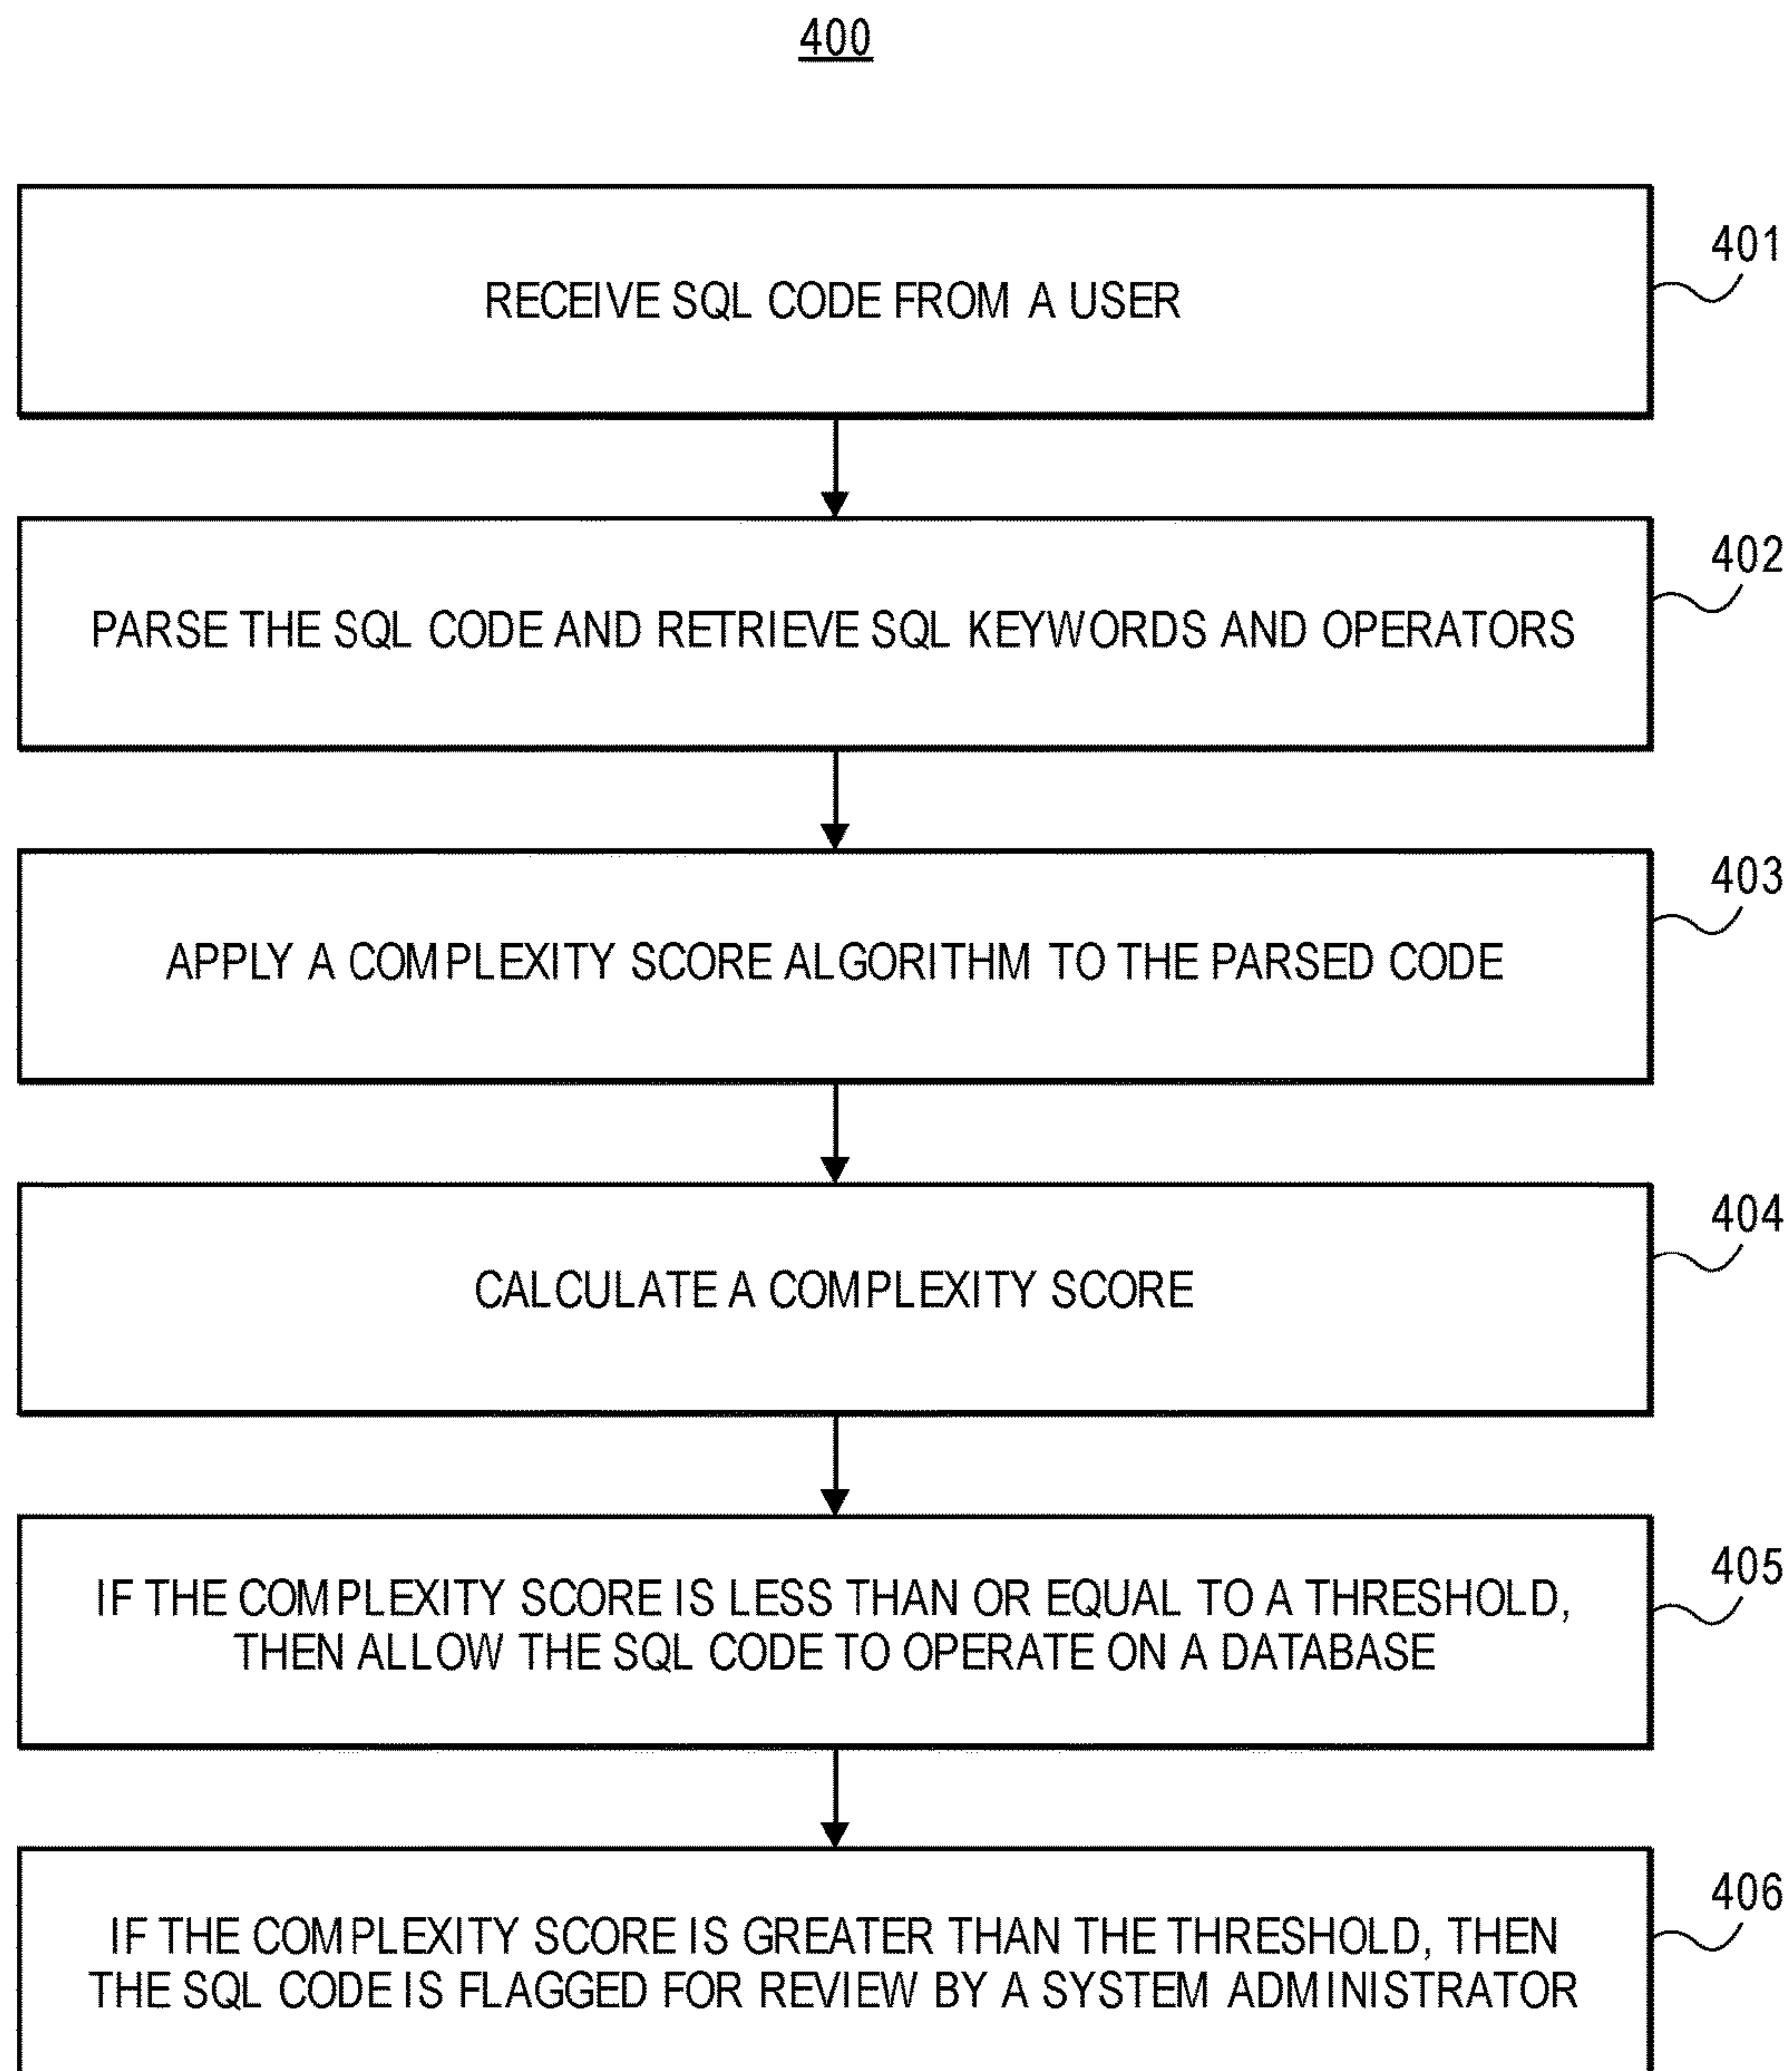 400
401
RECEIVE SQL CODE FROM A USER
402
PARSE THE SQL CODE AND RETRIEVE SQL KEYWORDS AND OPERATORS
403
APPLY A COMPLEXITY SCORE ALGORITHM TO THE PARSED CODE
404
CALCULATE A COMPLEXITY SCORE
405
IF THE COMPLEXITY SCORE IS LESS THAN OR EQUAL TO A THRESHOLD,
THEN ALLOW THE SQL CODE TO OPERATE ON A DATABASE
406
IF THE COMPLEXITY SCORE IS GREATER THAN THE THRESHOLD, THEN
THE SQL CODE IS FLAGGED FOR REVIEW BY A SYSTEM ADMINISTRATOR